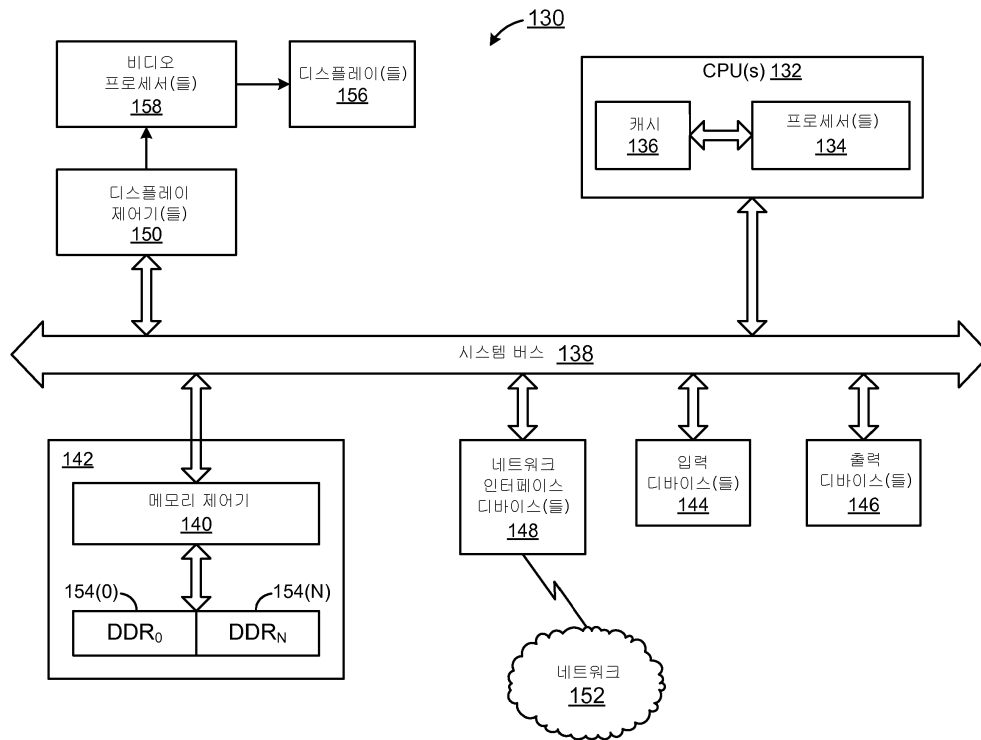 130
비디오
프로세서(들)
158
디스플레이(들)
156
CPU(s) 132
캐시
136
프로세서(들)
134
디스플레이
제어기(들)
150
시스템 버스 138
142
메모리 제어기
140
154(0)
154(N)
DDR0
DDRN
네트워크
인터페이스
디바이스(들)
148
입력
디바이스(들)
144
출력
디바이스(들)
146
네트워크
152